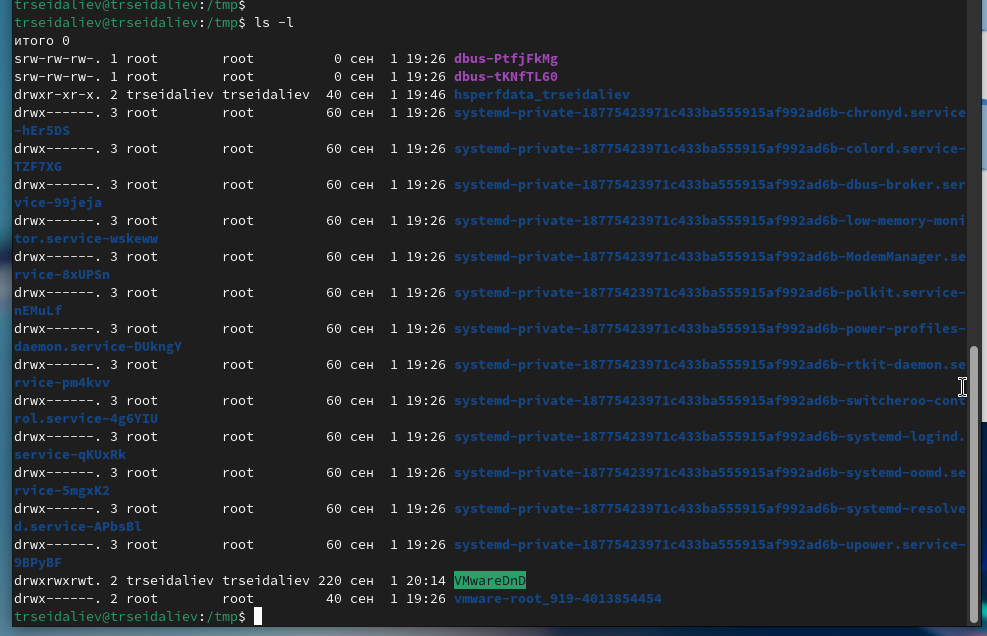 trseidaliev@trseidaliev:/tmp$
trseidaliev@trseidaliev:/tmp$ ls -l
итого 0
srw-rw-rw-. 1 root        root          0 сен  1 19:26 dbus-PtfjFkMg
srw-rw-rw-. 1 root        root          0 сен  1 19:26 dbus-tKNfTL60
drwxr-xr-x. 2 trseidaliev trseidaliev  40 сен  1 19:46 hsperfdata_trseidaliev
drwx------. 3 root        root         60 сен  1 19:26 systemd-private-18775423971c433ba555915af992ad6b-chronyd.service
-hEr5DS
drwx------. 3 root        root         60 сен  1 19:26 systemd-private-18775423971c433ba555915af992ad6b-colord.service-
TZF7XG
drwx------. 3 root        root         60 сен  1 19:26 systemd-private-18775423971c433ba555915af992ad6b-dbus-broker.ser
vice-99jeja
drwx------. 3 root        root         60 сен  1 19:26 systemd-private-18775423971c433ba555915af992ad6b-low-memory-moni
tor.service-wskeww
drwx------. 3 root        root         60 сен  1 19:26 systemd-private-18775423971c433ba555915af992ad6b-ModemManager.se
rvice-8xUPSn
drwx------. 3 root        root         60 сен  1 19:26 systemd-private-18775423971c433ba555915af992ad6b-polkit.service-
nEMuLf
drwx------. 3 root        root         60 сен  1 19:26 systemd-private-18775423971c433ba555915af992ad6b-power-profiles-
daemon.service-DUkngY
drwx------. 3 root        root         60 сен  1 19:26 systemd-private-18775423971c433ba555915af992ad6b-rtkit-daemon.se
rvice-pm4kvv
drwx------. 3 root        root         60 сен  1 19:26 systemd-private-18775423971c433ba555915af992ad6b-switcheroo-cont
rol.service-4g6YIU
drwx------. 3 root        root         60 сен  1 19:26 systemd-private-18775423971c433ba555915af992ad6b-systemd-logind.
service-qKUxRk
drwx------. 3 root        root         60 сен  1 19:26 systemd-private-18775423971c433ba555915af992ad6b-systemd-oomd.se
rvice-5mgxK2
drwx------. 3 root        root         60 сен  1 19:26 systemd-private-18775423971c433ba555915af992ad6b-systemd-resolve
d.service-APbsBl
drwx------. 3 root        root         60 сен  1 19:26 systemd-private-18775423971c433ba555915af992ad6b-upower.service-
9BPyBF
drwxrwxrwt. 2 trseidaliev trseidaliev 220 сен  1 20:14 VMwareDnD
drwx------. 2 root        root         40 сен  1 19:26 vmware-root_919-4013854454
trseidaliev@trseidaliev:/tmp$